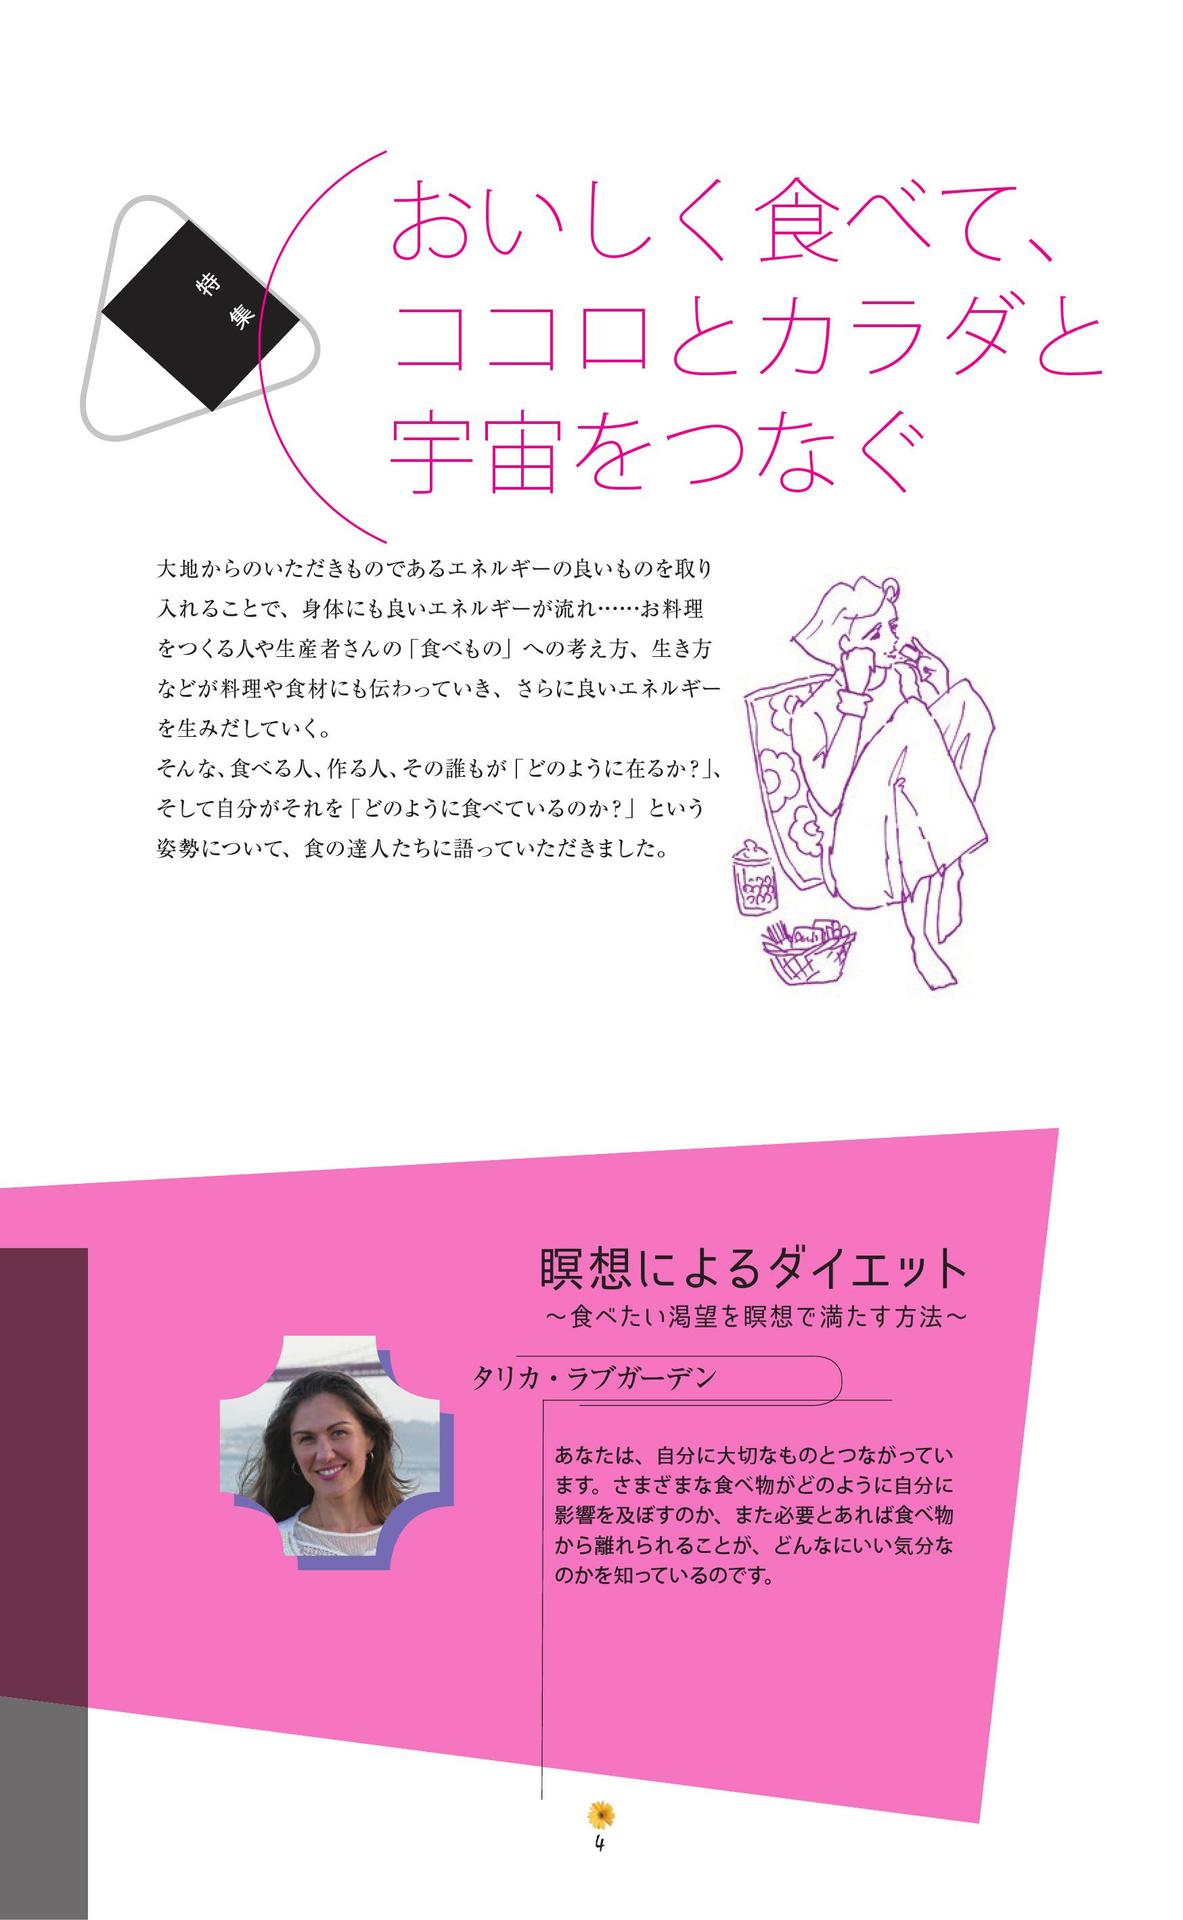 特集
おいしく食べて、
ココロとカラダと
宇宙をつなぐ
大地からのいただきものであるエネルギーの良いものを取り
入れることで、身体にも良いエネルギーが流れ……お料理
をつくる人や生産者さんの「食べもの」への考え方、生き方
などが料理や食材にも伝わっていき、さらに良いエネルギー
を生みだしていく。
そんな、食べる人、作る人、その誰もが「どのように在るか？」、
そして自分がそれを「どのように食べているのか？」という
姿勢について、食の達人たちに語っていただきました。
瞑想によるダイエット
〜食べたい渇望を瞑想で満たす方法〜
タリカ・ラブガーデン
あなたは、自分に大切なものとつながってい
ます。さまざまな食べ物がどのように自分に
影響を及ぼすのか、また必要とあれば食べ物
から離れられることが、どんなにいい気分な
のかを知っているのです。
4